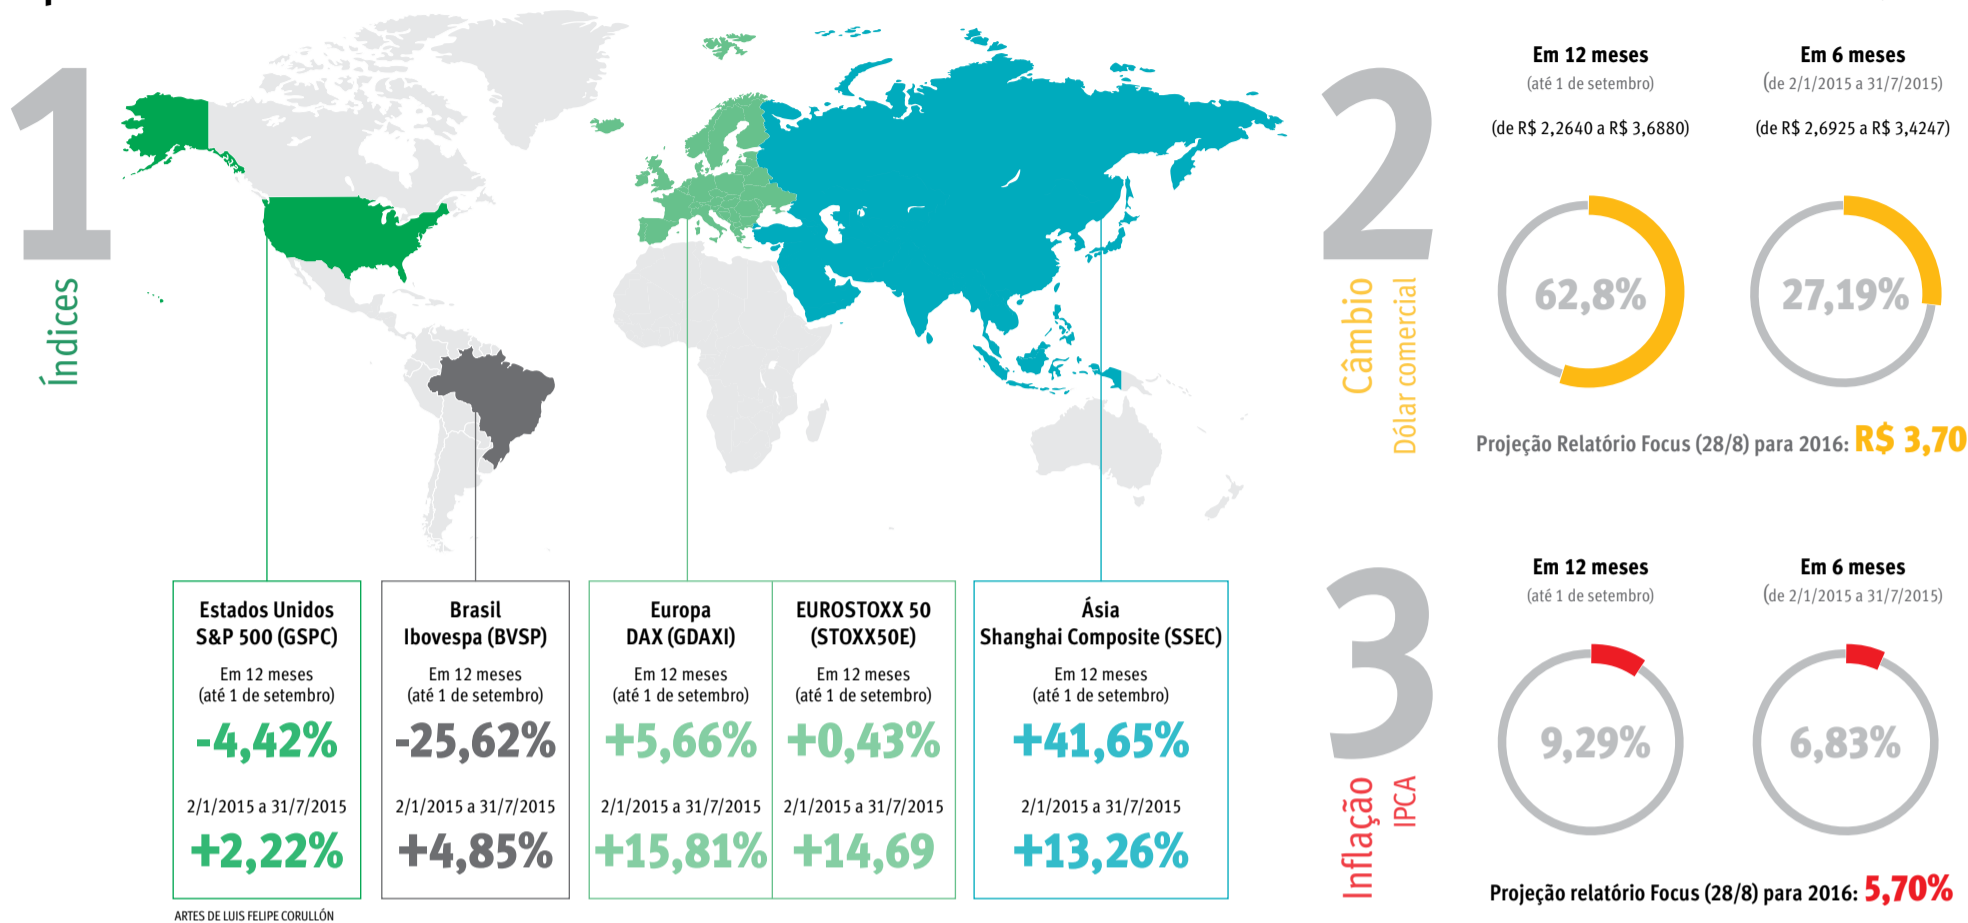 1
Índices
Estados Unidos
S&P 500 (GSPC)
Em 12 meses
(até 1 de setembro)
-4,42%
2/1/2015 a 31/7/2015
+2,22%
Brasil
Ibovespa (BVSP)
Em 12 meses
(até 1 de setembro)
-25,62%
2/1/2015 a 31/7/2015
+4,85%
Europa
DAX (GDAXI)
Em 12 meses
(até 1 de setembro)
+5,66%
2/1/2015 a 31/7/2015
+15,81%
EUROSTOXX 50
(STOXX50E)
Em 12 meses
(até 1 de setembro)
+0,43%
2/1/2015 a 31/7/2015
+14,69
Ásia
Shanghai Composite (SSEC)
Em 12 meses
(até 1 de setembro)
+41,65%
2/1/2015 a 31/7/2015
+13,26%
ARTES DE LUIS FELIPE CORULLÓN
2
Câmbio
Dólar comercial
Em 12 meses
(até 1 de setembro)
(de R$ 2,2640 a R$ 3,6880)
62,8%
Em 6 meses
(de 2/1/2015 a 31/7/2015)
(de R$ 2,6925 a R$ 3,4247)
27,19%
Projeção Relatório Focus (28/8) para 2016: R$ 3,70
3
Inflação
IPCA
Em 12 meses
(até 1 de setembro)
9,29%
Em 6 meses
(de 2/1/2015 a 31/7/2015)
6,83%
Projeção relatório Focus (28/8) para 2016: 5,70%